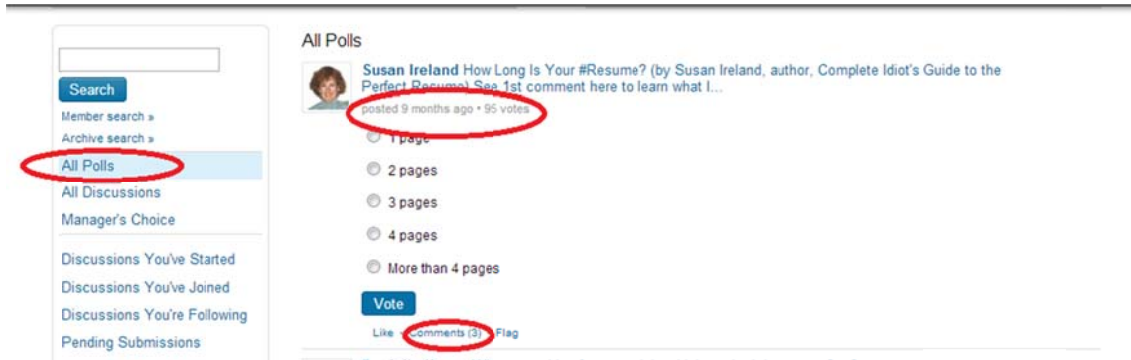 Search
Member search »
Archive search »
All Polls
All Discussions
Manager's Choice
Discussions You've Started
Discussions You've Joined
Discussions You're Following
Pending Submissions
All Polls
Susan Ireland How Long Is Your #Resume? (by Susan Ireland, author, Complete Idiot's Guide to the
Perfect Resume) See 1st comment here to learn what I...
posted 9 months ago • 95 votes
1 page
2 pages
3 pages
4 pages
More than 4 pages
Vote
Like · Comments (3) · Flag